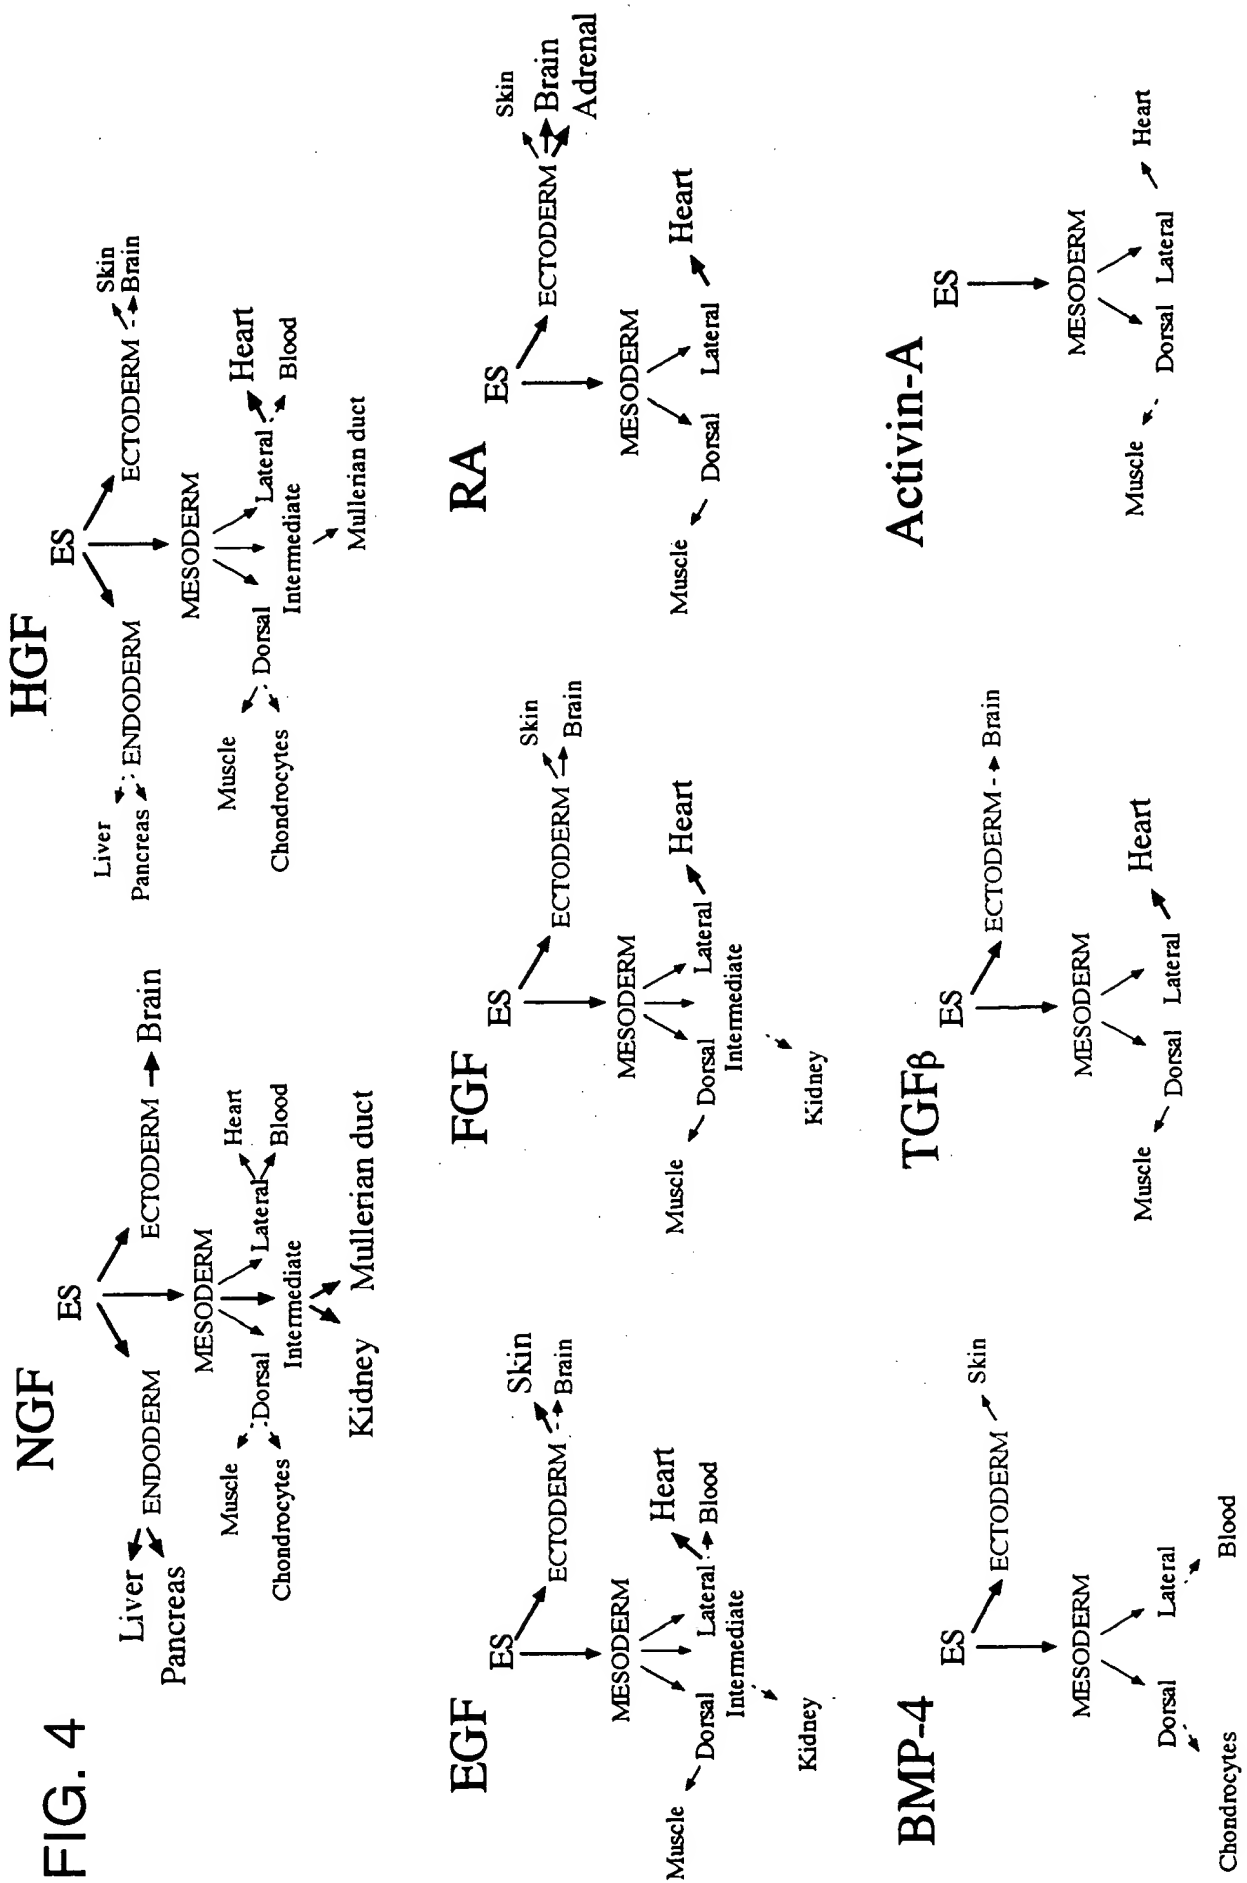 FIG. 4
NGF
ES
ENDODERM
ECTODERM
Brain
Liver
Pancreas
MESODERM
Muscle
Dorsal
Lateral
Heart
Blood
Chondrocytes
Intermediate
Kidney
Mullerian duct
HGF
ES
ENDODERM
ECTODERM
Skin
Brain
Liver
Pancreas
MESODERM
Muscle
Dorsal
Lateral
Heart
Blood
Chondrocytes
Intermediate
Mullerian duct
EGF
ES
ECTODERM
Skin
Brain
MESODERM
Muscle
Dorsal
Lateral
Heart
Blood
Intermediate
Kidney
FGF
ES
ECTODERM
Skin
Brain
MESODERM
Muscle
Dorsal
Lateral
Heart
Intermediate
Kidney
RA
ES
ECTODERM
Skin
Brain
Adrenal
MESODERM
Muscle
Dorsal
Lateral
Heart
BMP-4
ES
ECTODERM
Skin
MESODERM
Dorsal
Lateral
Chondrocytes
Blood
TGFβ
ES
ECTODERM
Brain
MESODERM
Muscle
Dorsal
Lateral
Heart
Activin-A
ES
MESODERM
Muscle
Dorsal
Lateral
Heart